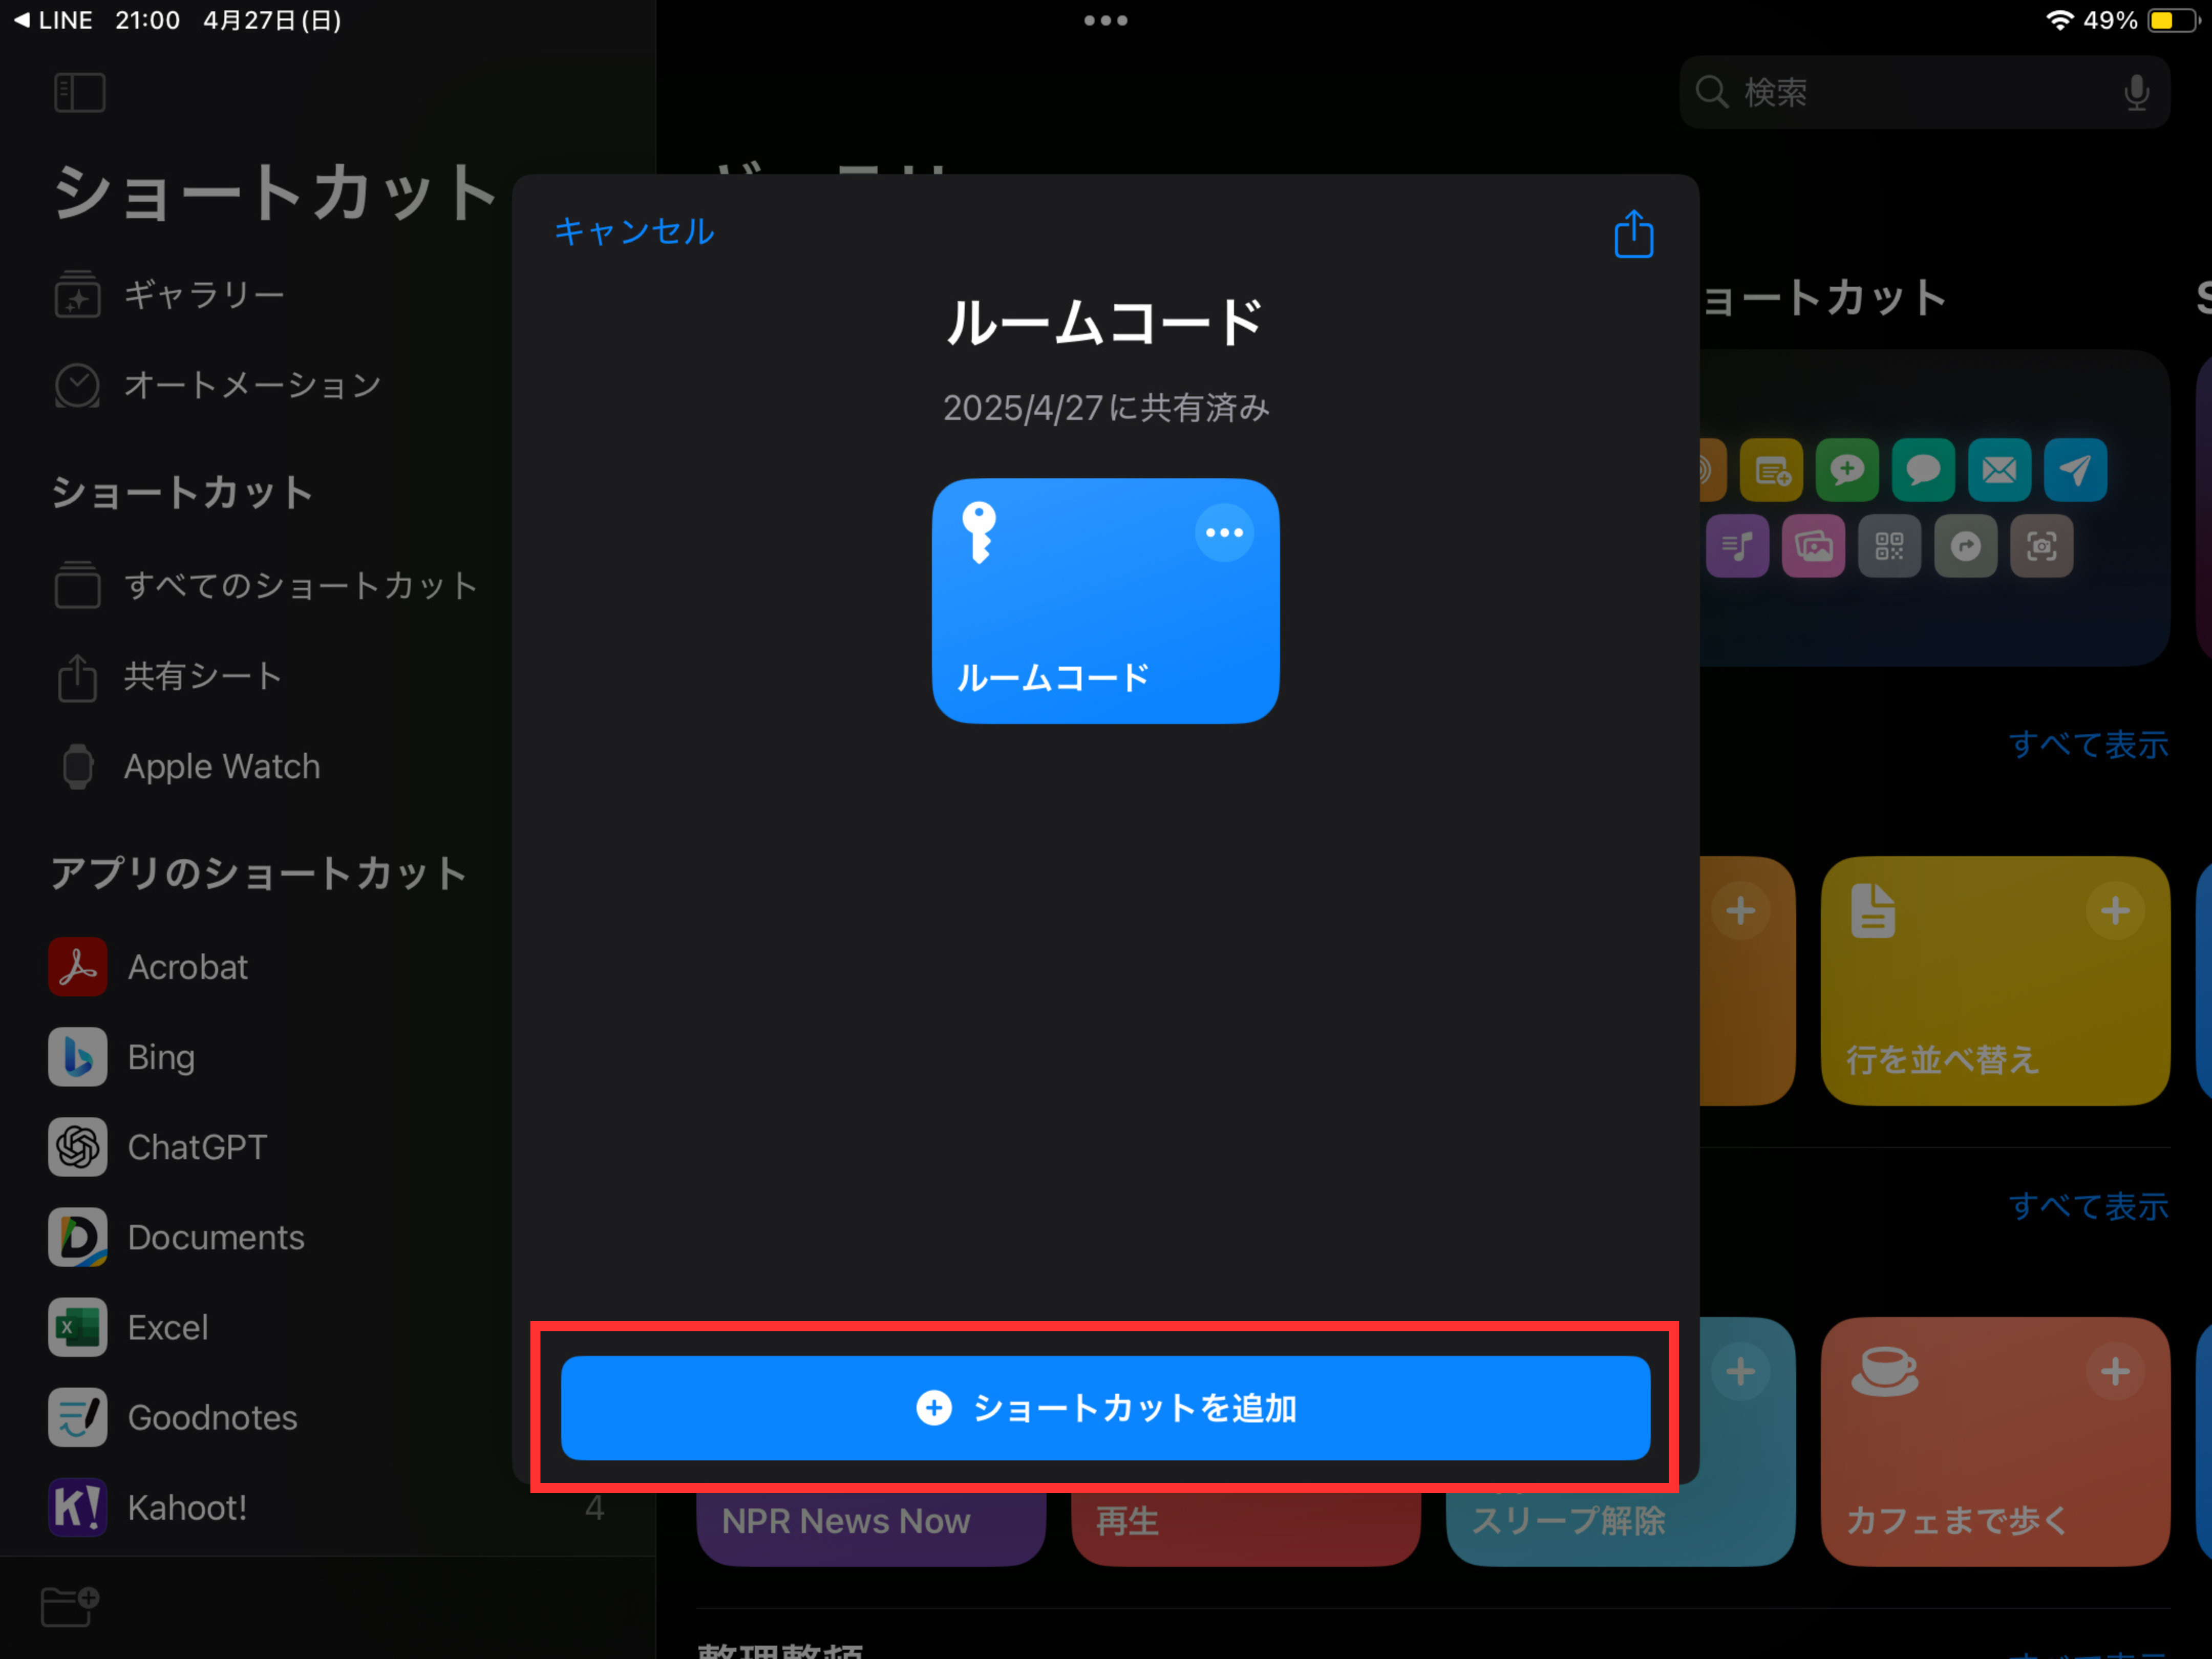 ◀ LINE 21:00 4月27日(日)
49%
検索
ショートカット
ギャラリー
オートメーション
ショートカット
すべてのショートカット
共有シート
Apple Watch
アプリのショートカット
Acrobat
Bing
ChatGPT
Documents
Excel
Goodnotes
Kahoot!
4
キャンセル
ルームコード
2025/4/27に共有済み
ルームコード
ショートカットを追加
ョートカット
すべて表示
行を並べ替え
すべて表示
NPR News Now
再生
スリープ解除
カフェまで歩く